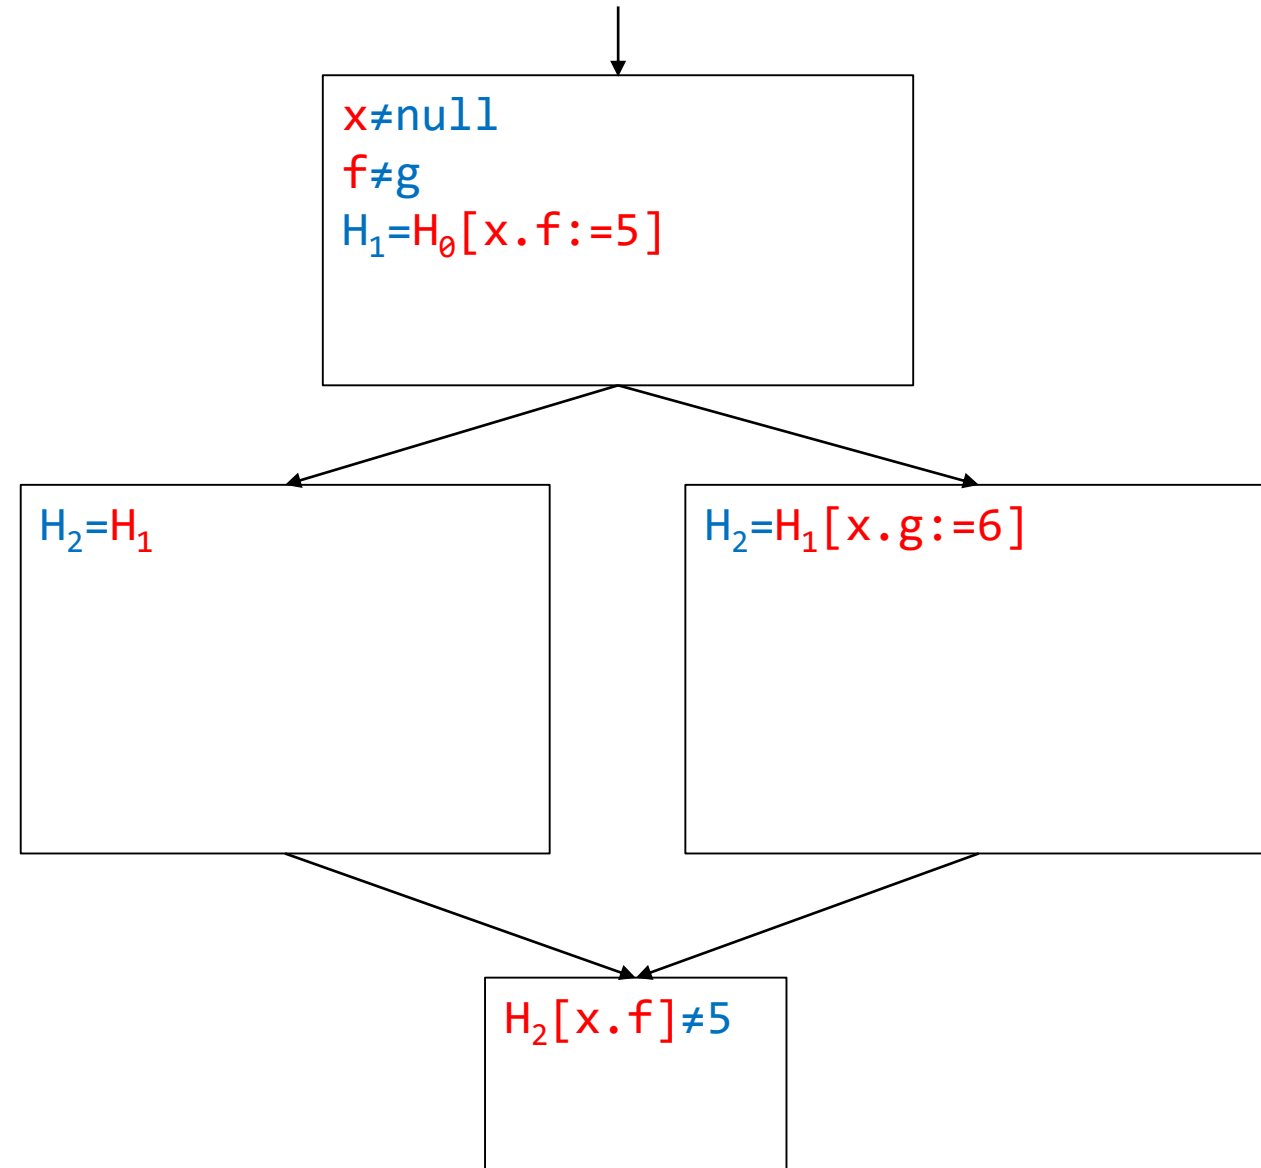 x≠null
f≠g
H₁=H₀[x.f:=5]
H₂=H₁
H₂=H₁[x.g:=6]
H₂[x.f]≠5